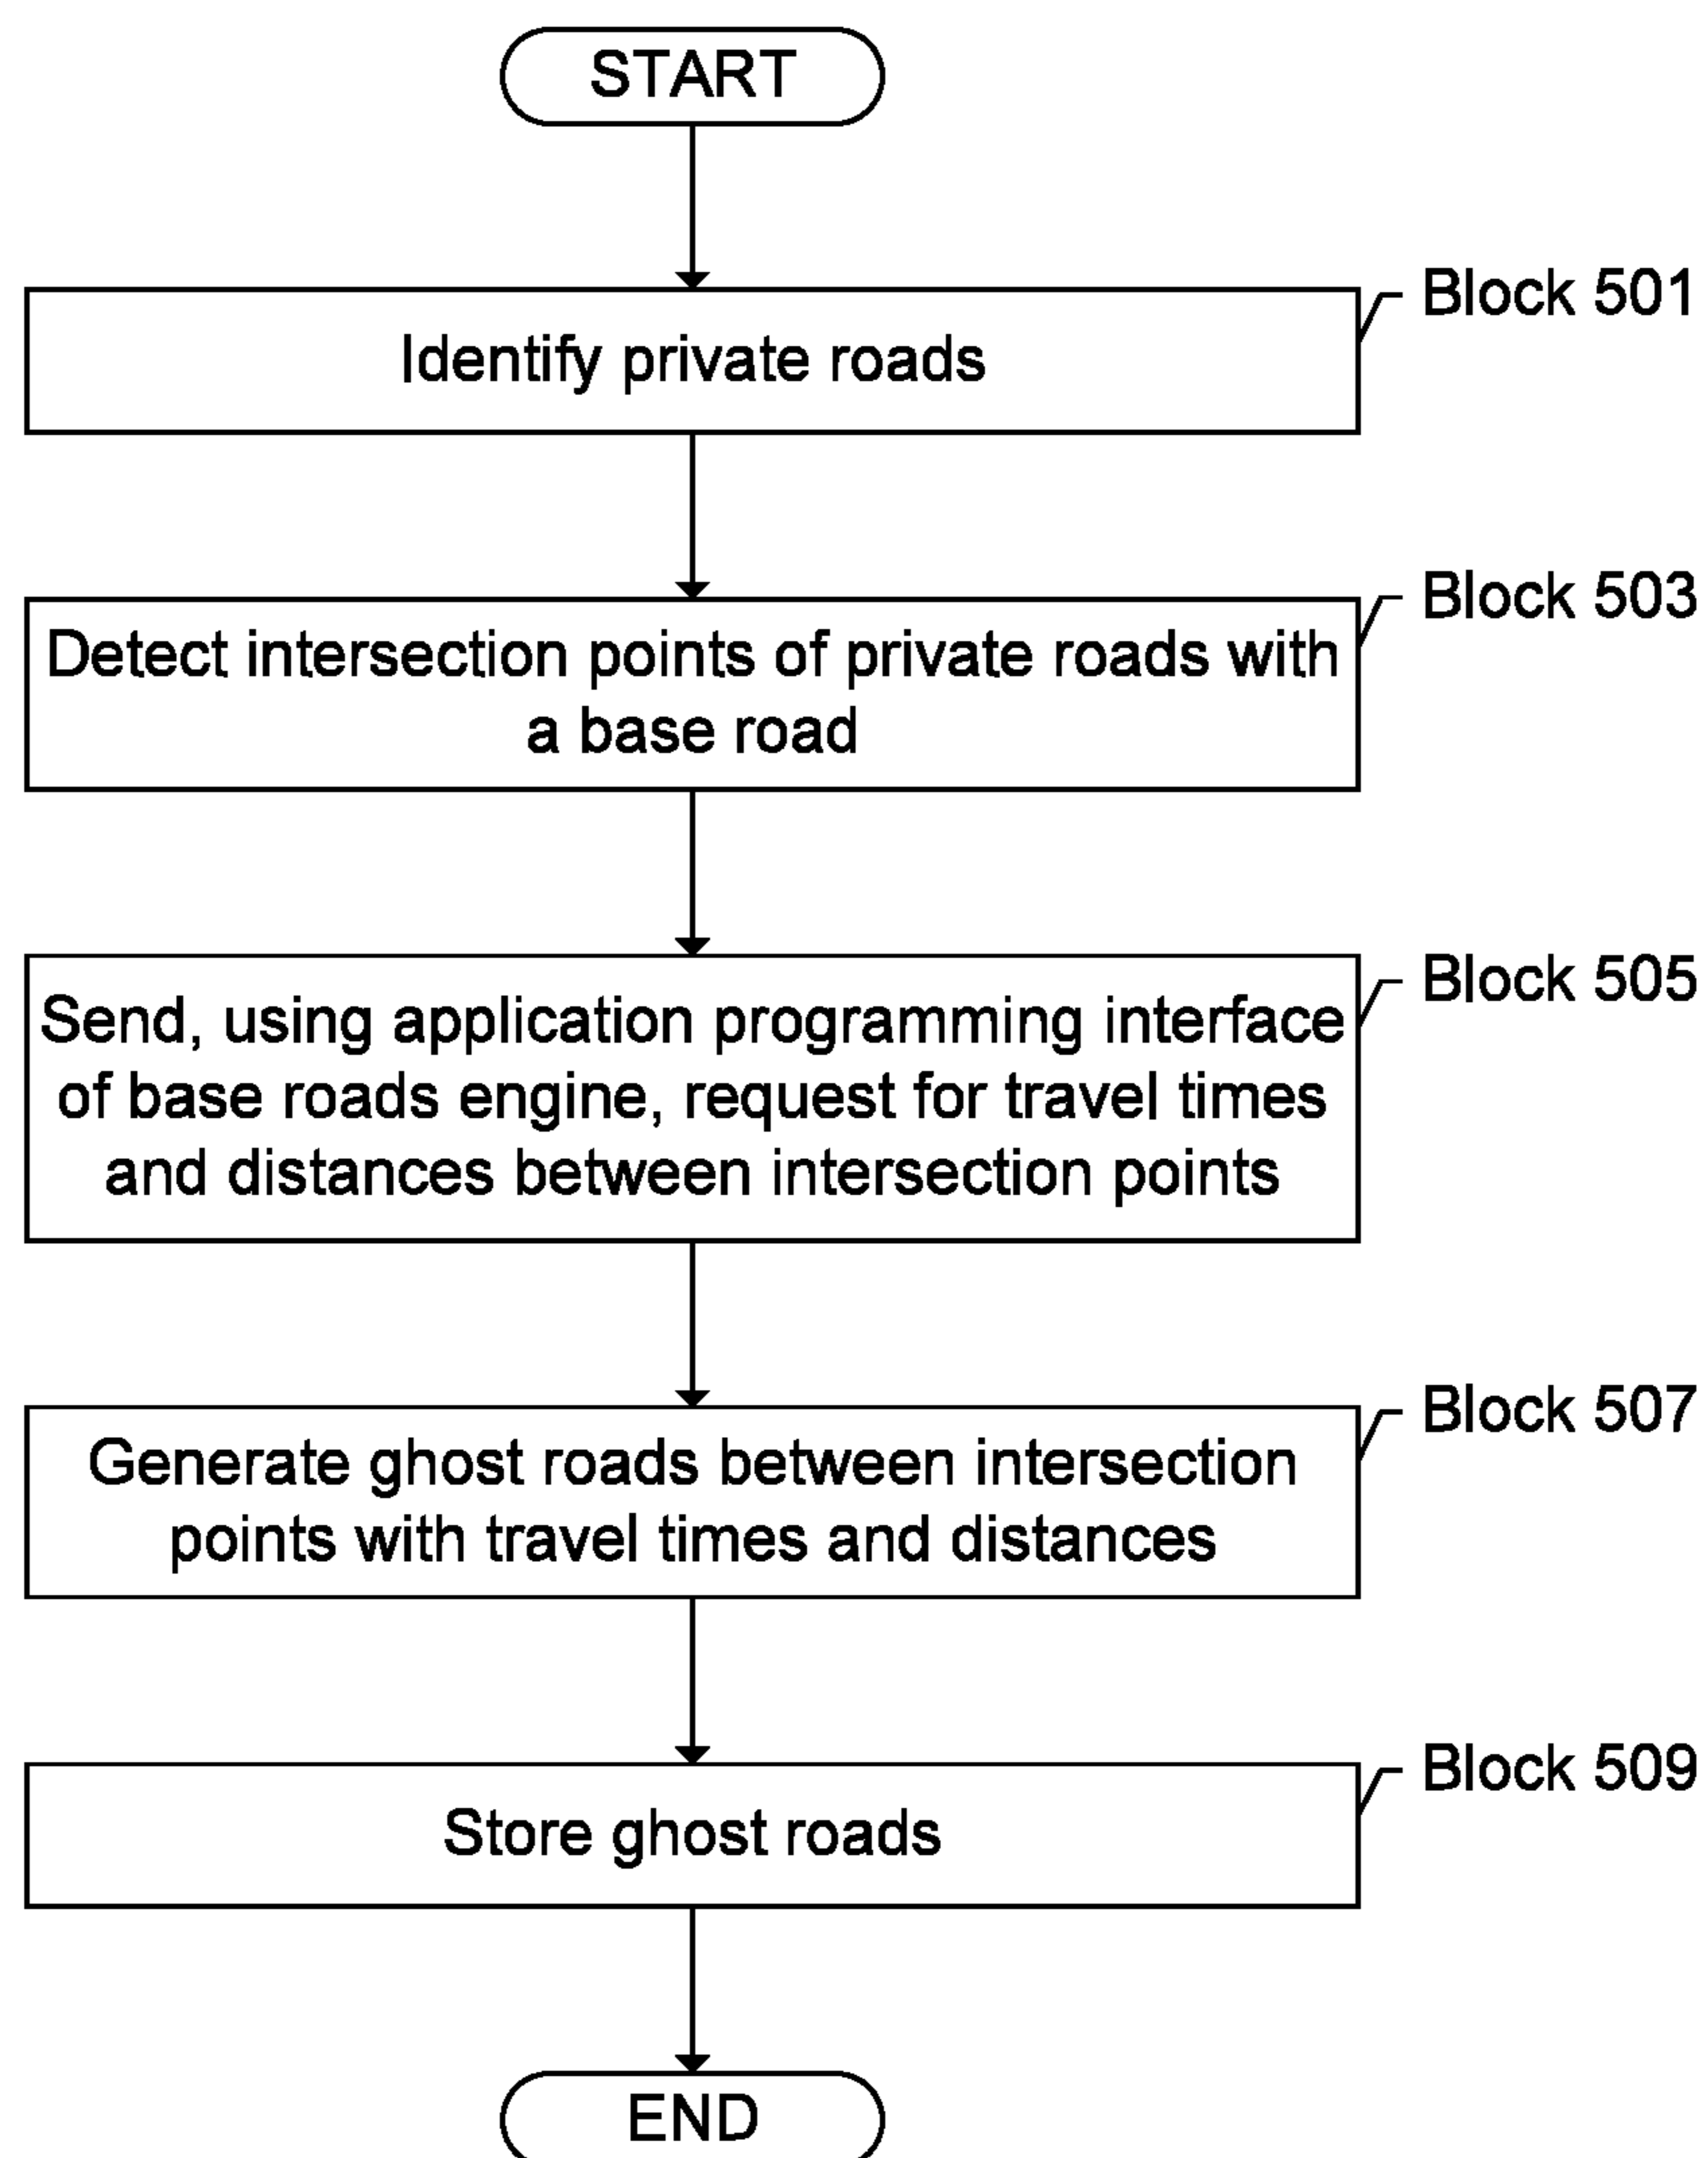 START
Block 501
Identify private roads
Block 503
Detect intersection points of private roads with
a base road
Block 505
Send, using application programming interface
of base roads engine, request for travel times
and distances between intersection points
Block 507
Generate ghost roads between intersection
points with travel times and distances
Block 509
Store ghost roads
END